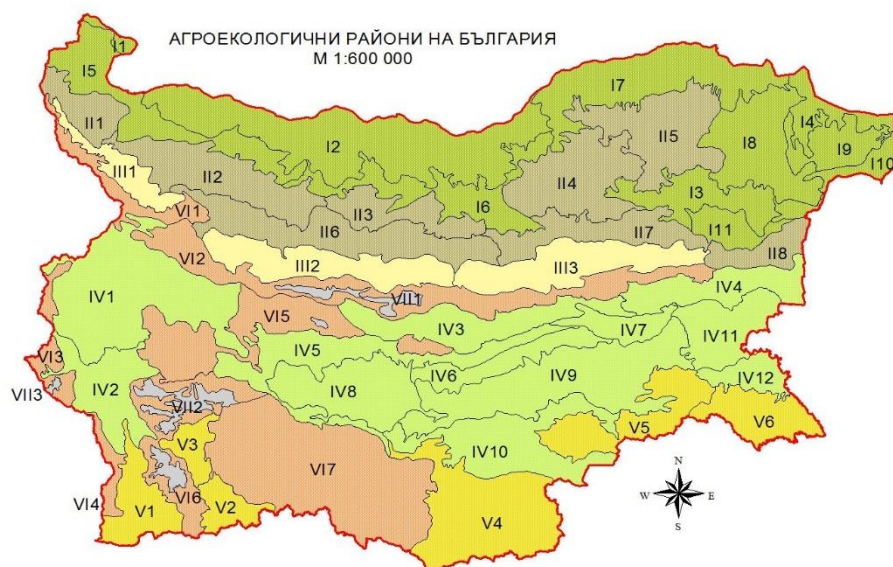 АГРОЕКОЛОГИЧНИ РАЙОНИ НА БЪЛГАРИЯ
М 1:600 000
I1
I5
I7
II1
I2
II5
I8
I4
I9
I10
III1
II2
II3
I6
II4
I3
VI1
II6
II7
I11
II8
VI2
III2
III3
IV1
VII1
IV4
VI5
IV3
IV7
IV11
VI3
IV5
VII3
IV2
IV6
IV9
IV12
VII2
IV8
V6
V3
IV10
V5
VI7
VI4
V1
VI6
V2
V4
N
W E
S